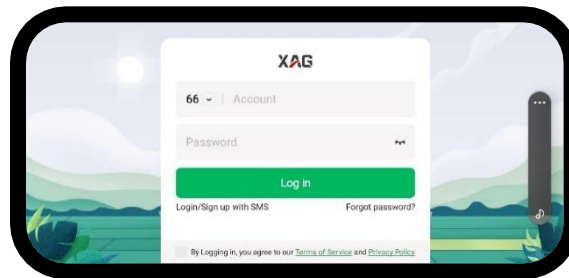 XAG
66 Account
Password
Log in
Login/Sign up with SMS Forgot password?
By Logging in, you agree to our Terms of Service and Privacy Policy